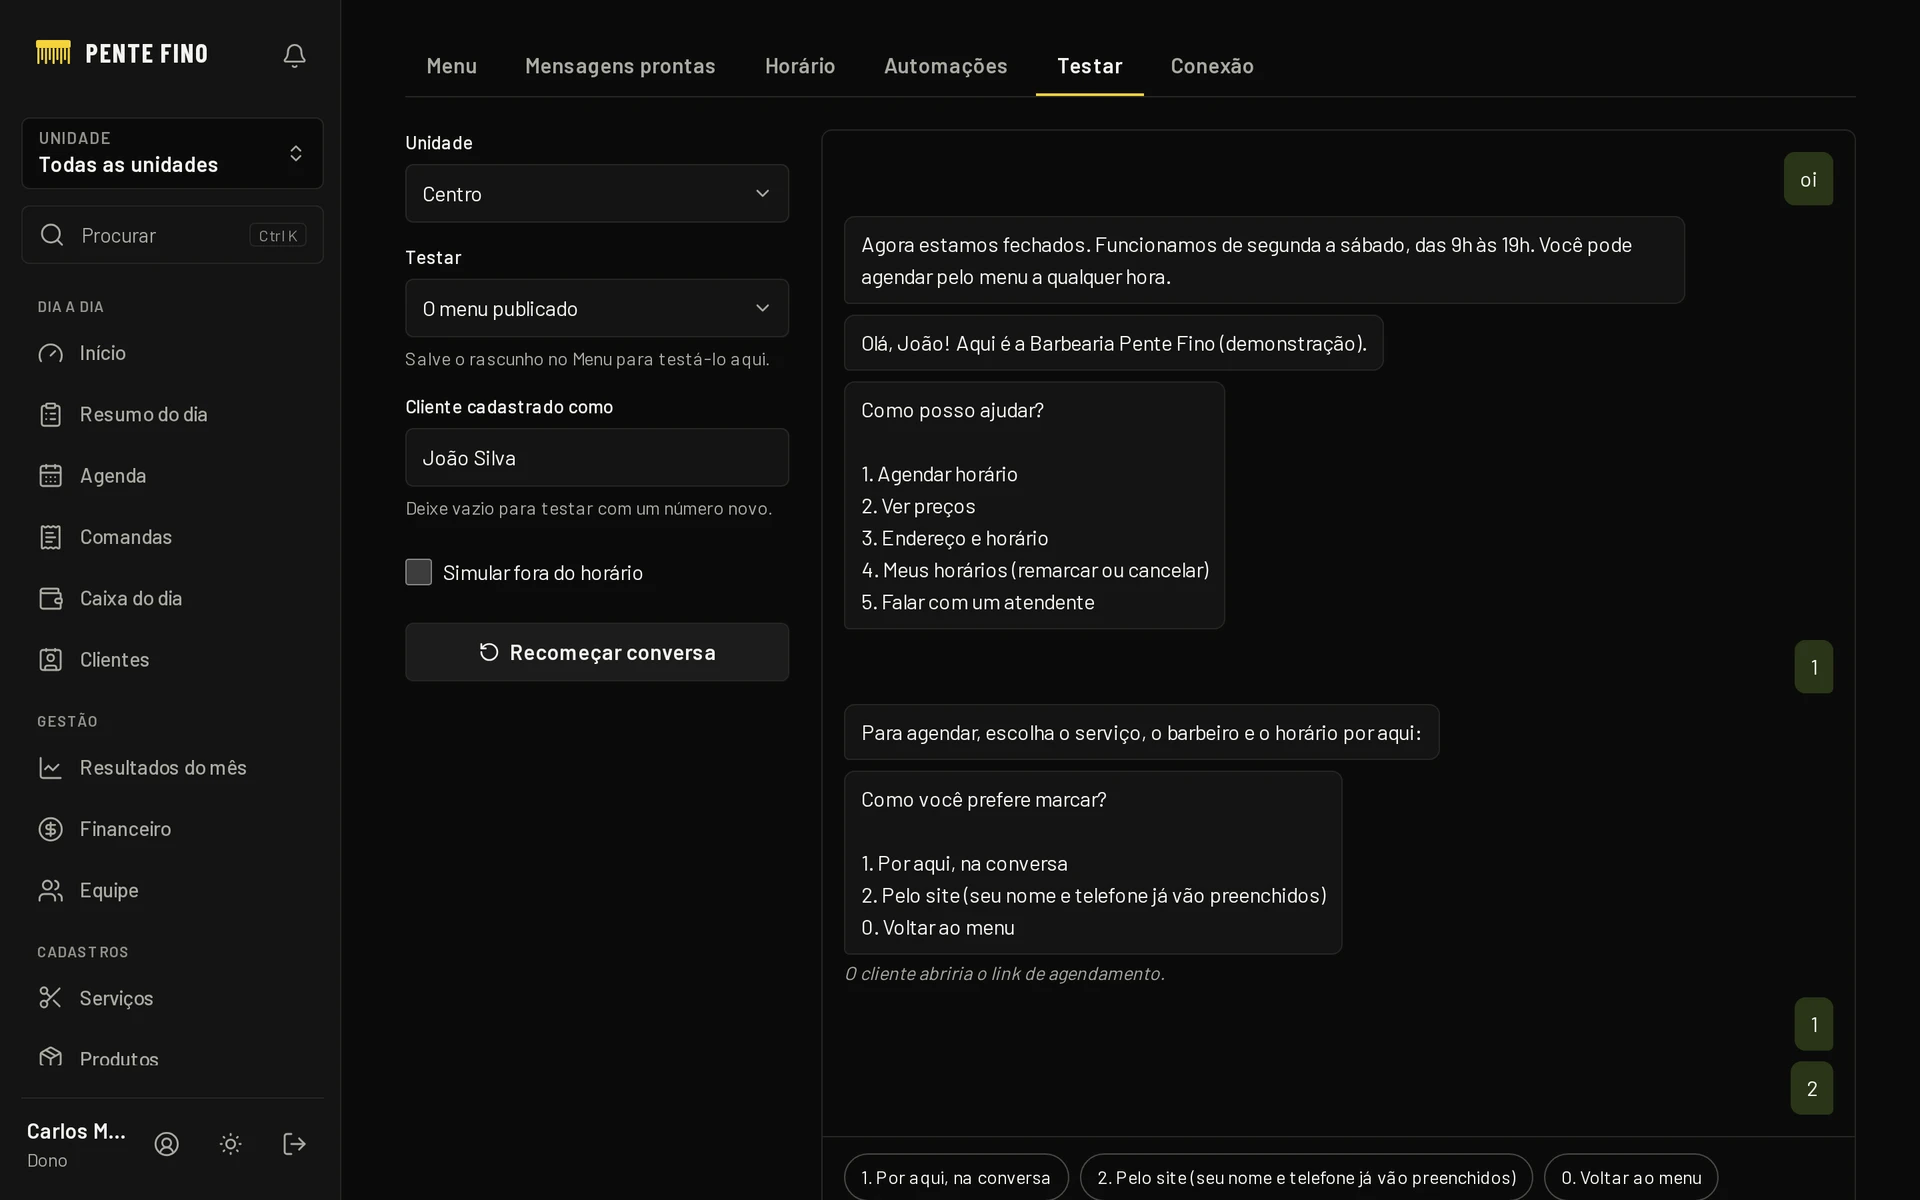 PENTE FINO
UNIDADE
Todas as unidades
Procurar
Ctrl K
DIA A DIA
Início
Resumo do dia
Agenda
Comandas
Caixa do dia
Clientes
GESTÃO
Resultados do mês
Financeiro
Equipe
CADASTROS
Serviços
Produtos
Carlos M...
Dono
Menu
Mensagens prontas
Horário
Automações
Testar
Conexão
Unidade
Centro
Testar
O menu publicado
Salve o rascunho no Menu para testá-lo aqui.
Cliente cadastrado como
João Silva
Deixe vazio para testar com um número novo.
Simular fora do horário
Recomeçar conversa
oi
Agora estamos fechados. Funcionamos de segunda a sábado, das 9h às 19h. Você pode
agendar pelo menu a qualquer hora.
Olá, João! Aqui é a Barbearia Pente Fino (demonstração).
Como posso ajudar?
1. Agendar horário
2. Ver preços
3. Endereço e horário
4. Meus horários (remarcar ou cancelar)
5. Falar com um atendente
1
Para agendar, escolha o serviço, o barbeiro e o horário por aqui:
Como você prefere marcar?
1. Por aqui, na conversa
2. Pelo site (seu nome e telefone já vão preenchidos)
0. Voltar ao menu
O cliente abriria o link de agendamento.
1
2
1. Por aqui, na conversa
2. Pelo site (seu nome e telefone já vão preenchidos)
0. Voltar ao menu